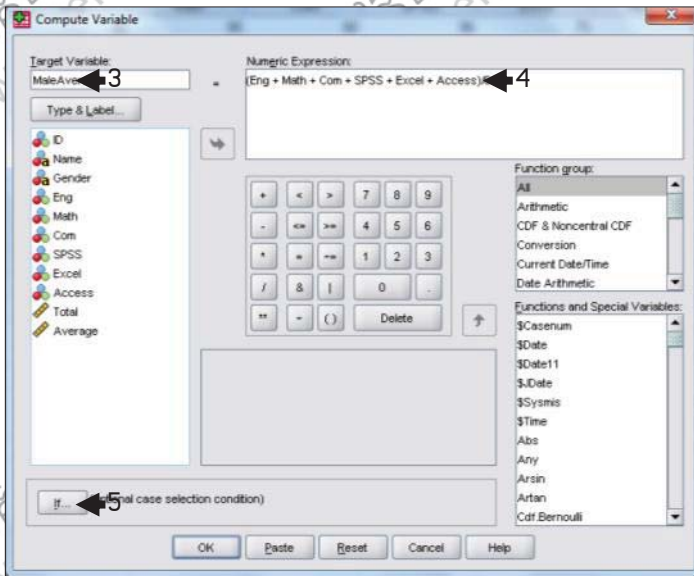 Compute Variable
Target Variable:
Numeric Expression:
3
=
(Eng + Math + Com + SPSS + Excel + Access)/
4
Type & Label...
ID
Name
Gender
Eng
Math
Com
SPSS
Excel
Access
Total
Average
+ < > 7 8 9
- <= >= 4 5 6
* = ~= 1 2 3
/ & | 0 .
** ~ ( ) Delete
Function group:
All
Arithmetic
CDF & Noncentral CDF
Conversion
Current Date/Time
Date Arithmetic
Functions and Special Variables:
$Casenum
$Date
$Date11
$JDate
$Sysmis
$Time
Abs
Any
Arsin
Artan
Cdf.Bernoulli
If...
5
case selection condition)
OK Paste Reset Cancel Help